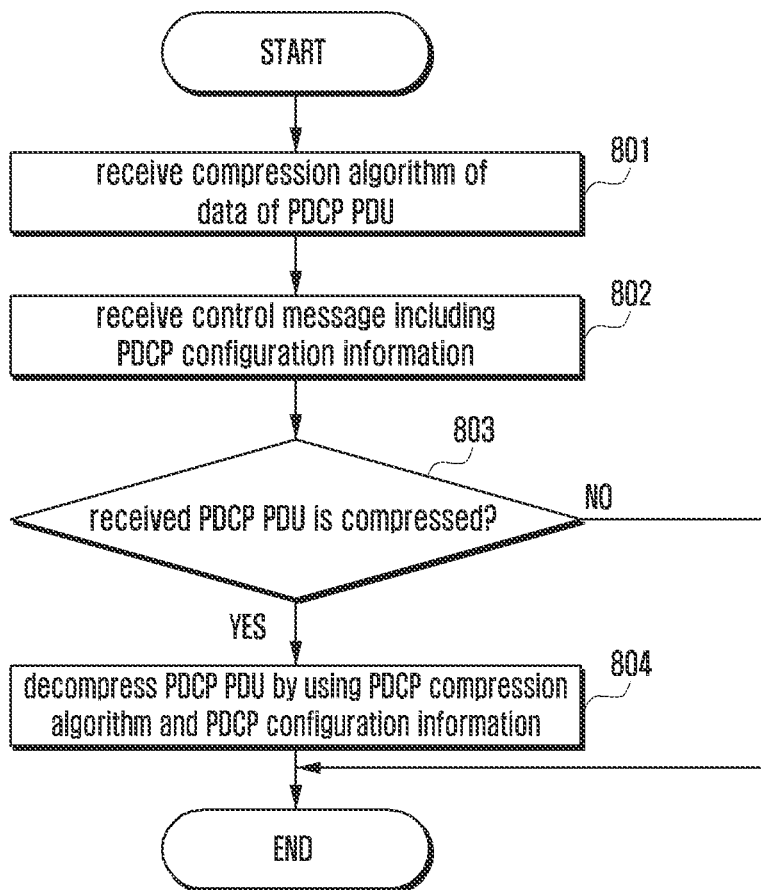 START
801
receive compression algorithm of
data of PDCP PDU
802
receive control message including
PDCP configuration information
803
received PDCP PDU is compressed?
NO
YES
804
decompress PDCP PDU by using PDCP compression
algorithm and PDCP configuration information
END